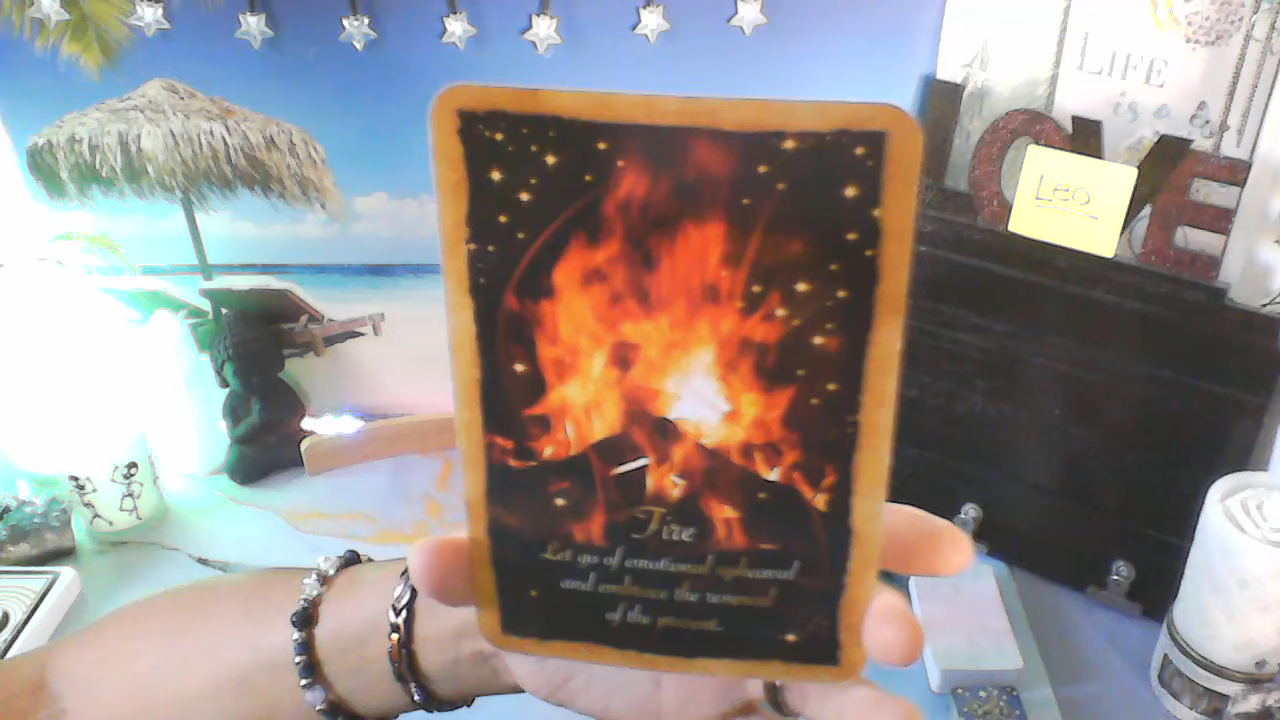 LIFE
is a
LOVE
Leo
Fire
Let go of emotional upheaval
and embrace the renewal
of the present.